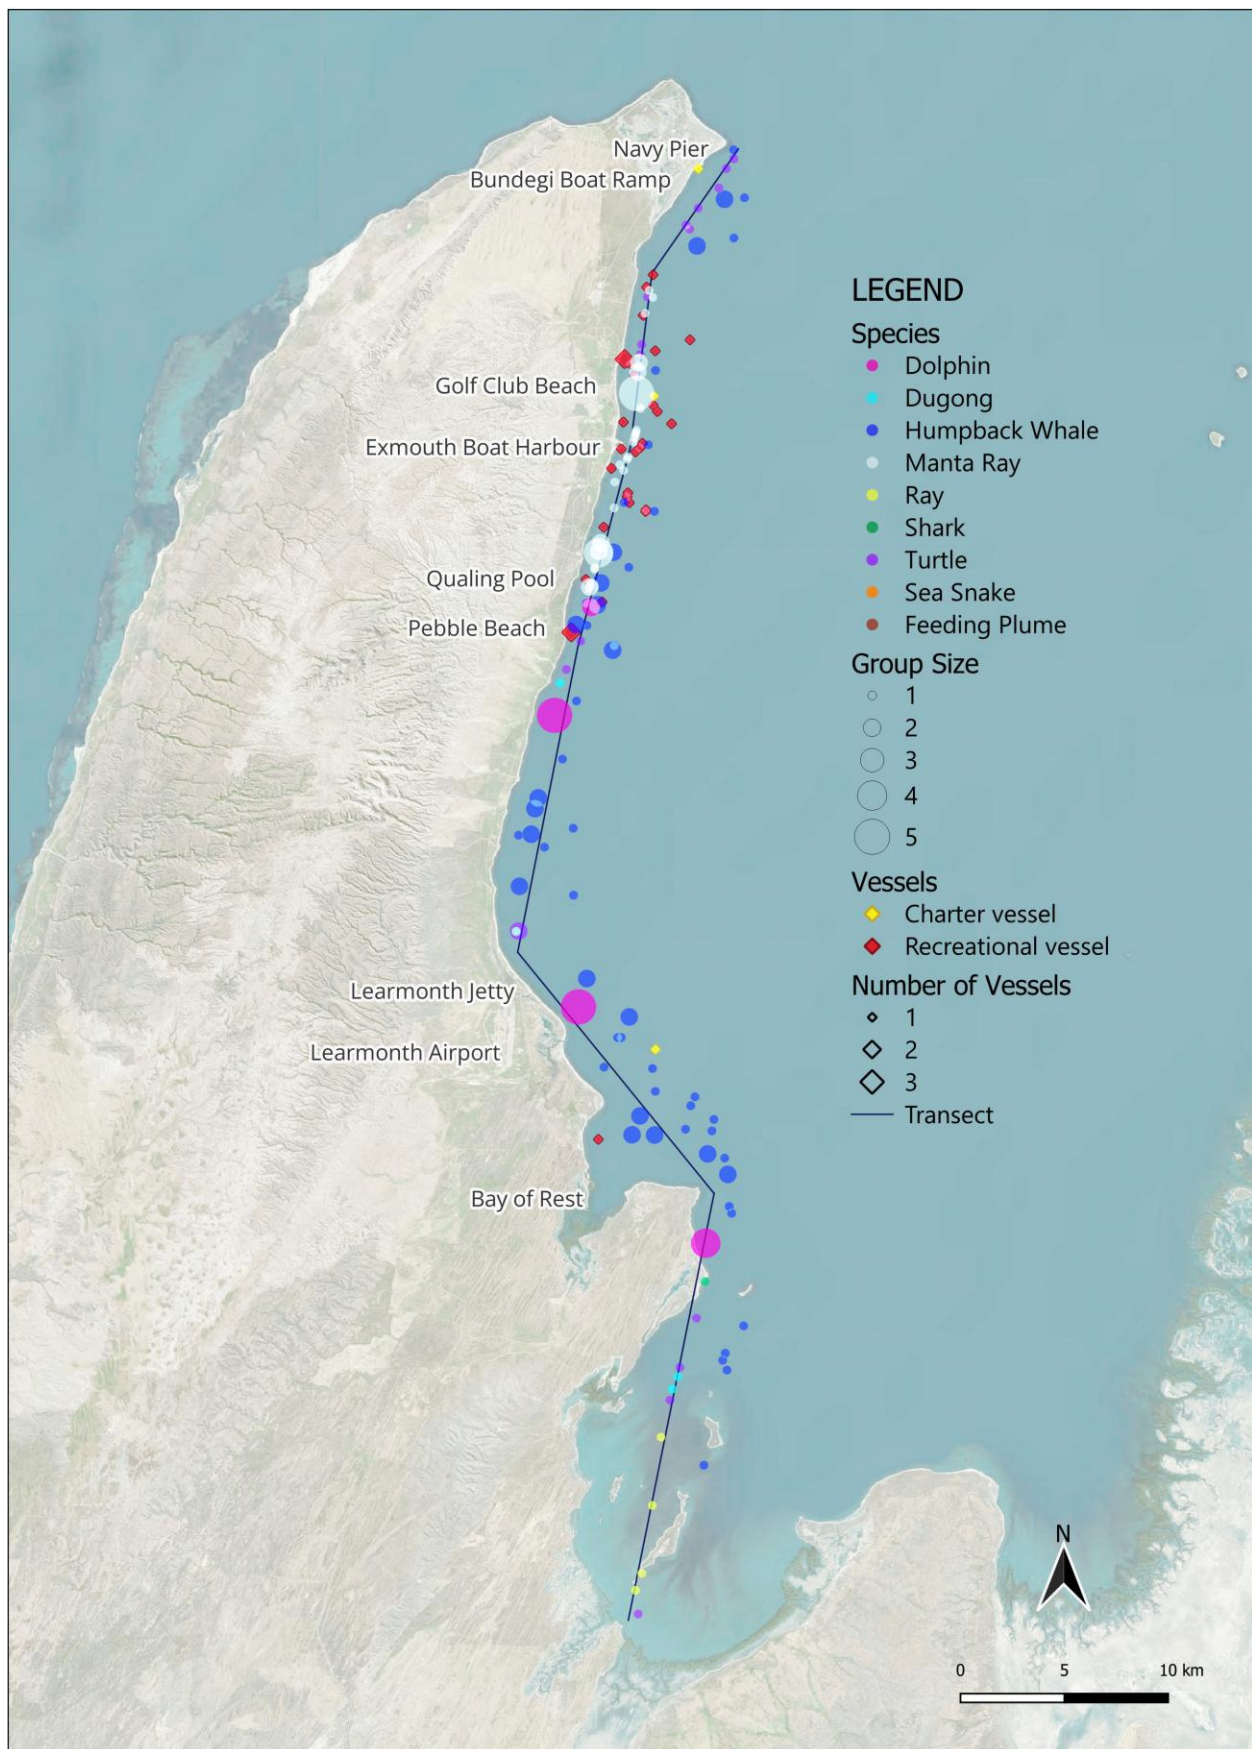 Navy Pier
Bundegi Boat Ramp
Golf Club Beach
Exmouth Boat Harbour
Qualing Pool
Pebble Beach
Learmonth Jetty
Learmonth Airport
Bay of Rest
LEGEND
Species
Dolphin
Dugong
Humpback Whale
Manta Ray
Ray
Shark
Turtle
Sea Snake
Feeding Plume
Group Size
1
2
3
4
5
Vessels
Charter vessel
Recreational vessel
Number of Vessels
1
2
3
Transect
N
0 5 10 km